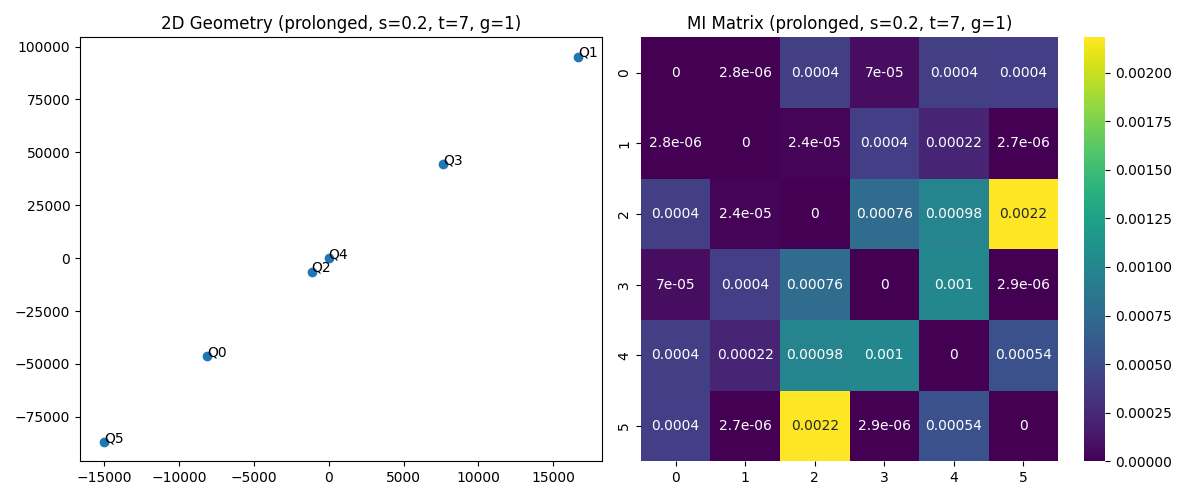 2D Geometry (prolonged, s=0.2, t=7, g=1)
100000
75000
50000
25000
0
−25000
−50000
−75000
−15000 −10000 −5000 0 5000 10000 15000
Q1
Q3
Q4
Q2
Q0
Q5
MI Matrix (prolonged, s=0.2, t=7, g=1)
0 0 2.8e-06 0.0004 7e-05 0.0004 0.0004
1 2.8e-06 0 2.4e-05 0.0004 0.00022 2.7e-06
2 0.0004 2.4e-05 0 0.00076 0.00098 0.0022
3 7e-05 0.0004 0.00076 0 0.001 2.9e-06
4 0.0004 0.00022 0.00098 0.001 0 0.00054
5 0.0004 2.7e-06 0.0022 2.9e-06 0.00054 0
0 1 2 3 4 5
0.00200
0.00175
0.00150
0.00125
0.00100
0.00075
0.00050
0.00025
0.00000